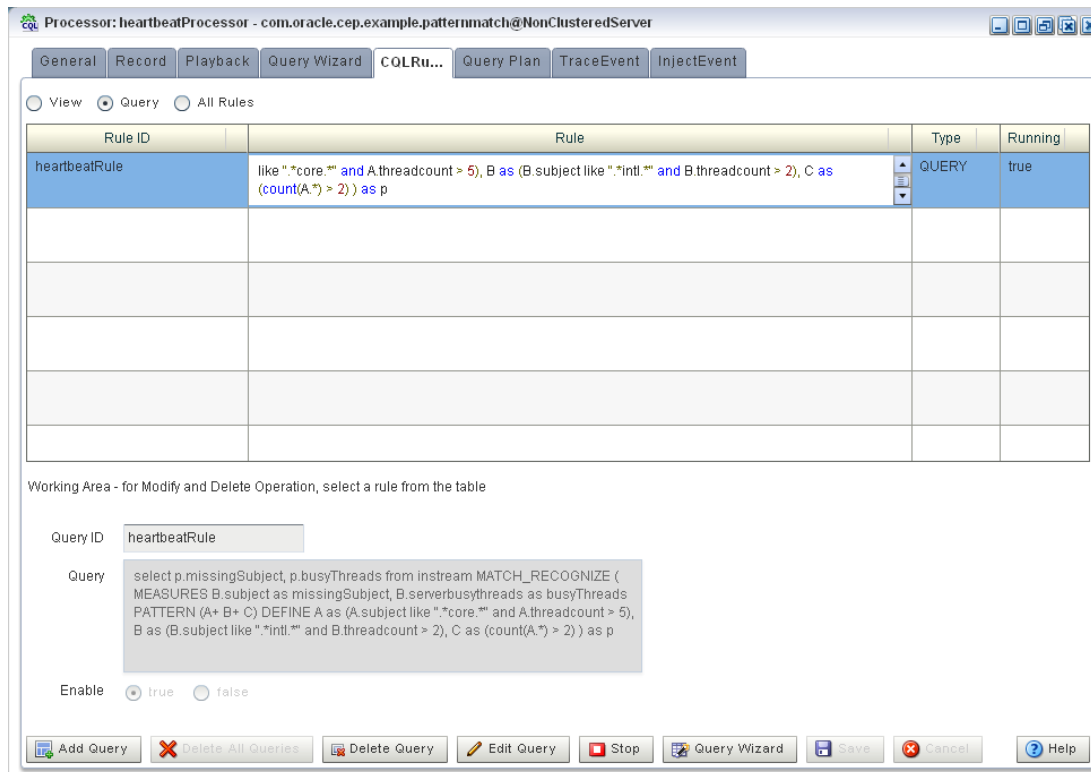 Processor: heartbeatProcessor - com.oracle.cep.example.patternmatch@NonClusteredServer
General Record Playback Query Wizard CQLRu... Query Plan TraceEvent InjectEvent
View Query All Rules
Rule ID Rule Type Running
heartbeatRule like ".*core.*" and A.threadcount > 5), B as (B.subject like ".*intl.*" and B.threadcount > 2), C as QUERY true
(count(A.*) > 2) ) as p
Working Area - for Modify and Delete Operation, select a rule from the table
Query ID heartbeatRule
Query select p.missingSubject, p.busyThreads from instream MATCH_RECOGNIZE (
MEASURES B.subject as missingSubject, B.serverbusythreads as busyThreads
PATTERN (A+ B+ C) DEFINE A as (A.subject like ".*core.*" and A.threadcount > 5),
B as (B.subject like ".*intl.*" and B.threadcount > 2), C as (count(A.*) > 2) ) as p
Enable true false
Add Query Delete All Queries Delete Query Edit Query Stop Query Wizard Save Cancel Help